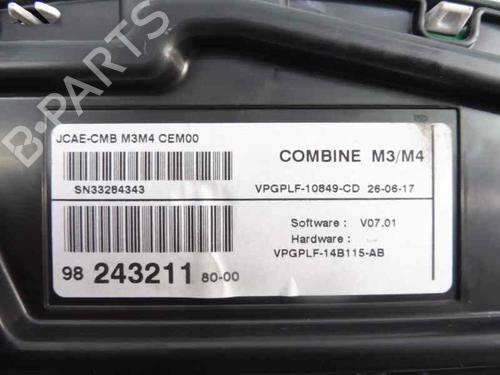 JCAE-CMB M3M4 CEM00
COMBINE M3/M4
SN33284343
VPGPLF-10849-CD 26-06-17
Software : V07.01
Hardware :
VPGPLF-14B115-AB
98 243211 80-00
B-PARTS